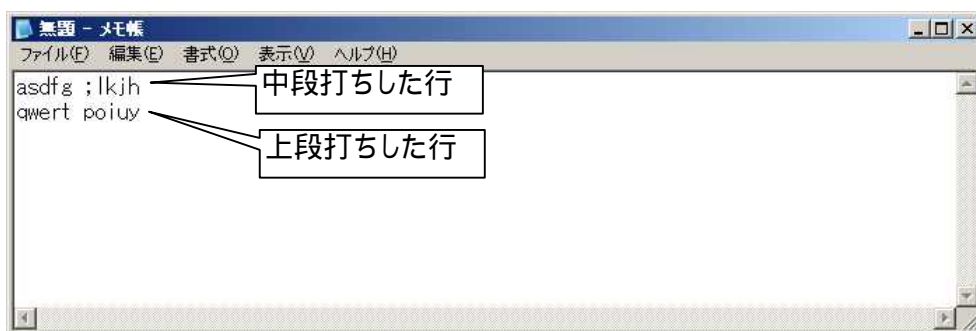 無題 - メモ帳
ファイル(F) 編集(E) 書式(O) 表示(V) ヘルプ(H)
asdfg ;lkjh
中段打ちした行
qwert poiuy
上段打ちした行